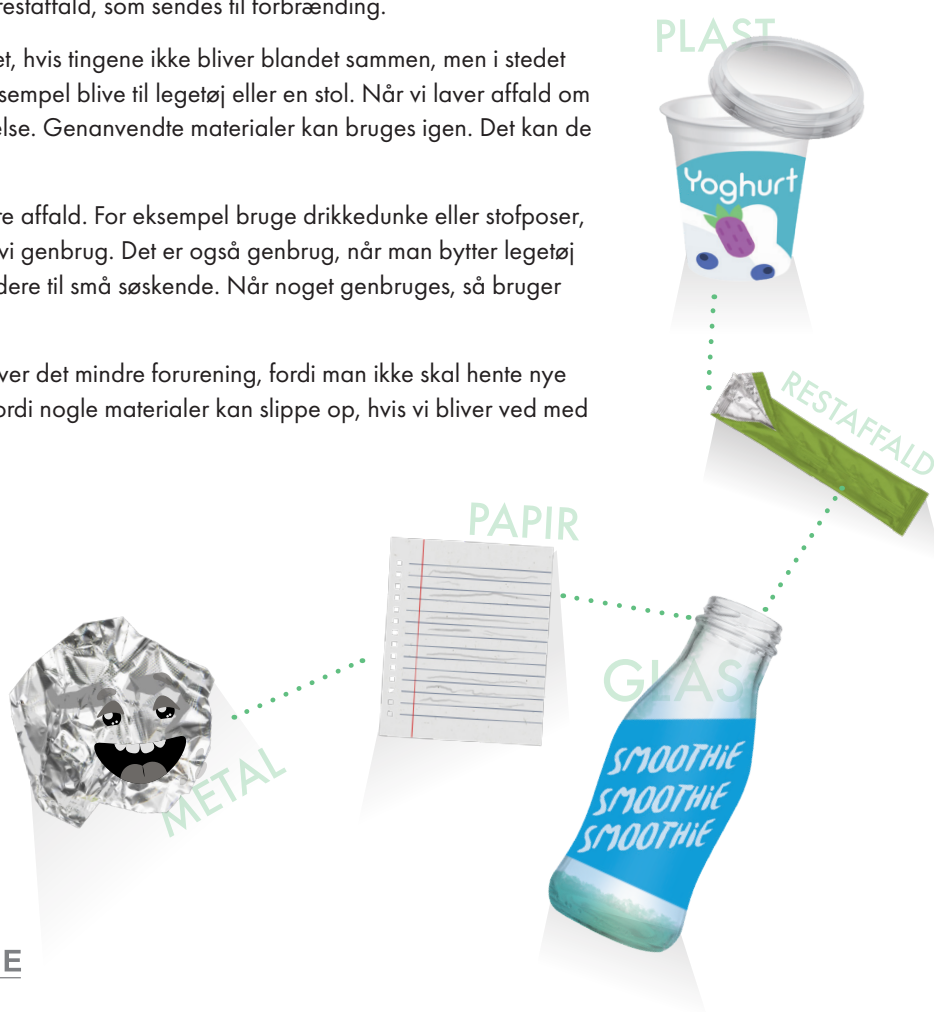 restaffald, som sendes til forbrænding.
et, hvis tingene ikke bliver blandet sammen, men i stedet
sempel blive til legetøj eller en stol. Når vi laver affald om
else. Genanvendte materialer kan bruges igen. Det kan de
re affald. For eksempel bruge drikkedunke eller stofposer,
vi genbrug. Det er også genbrug, når man bytter legetøj
dere til små søskende. Når noget genbruges, så bruger
ver det mindre forurening, fordi man ikke skal hente nye
ordi nogle materialer kan slippe op, hvis vi bliver ved med
PLAST
Yoghurt
RESTAFFALD
PAPIR
GLAS
SMOOTHiE
SMOOTHiE
SMOOTHiE
METAL
E